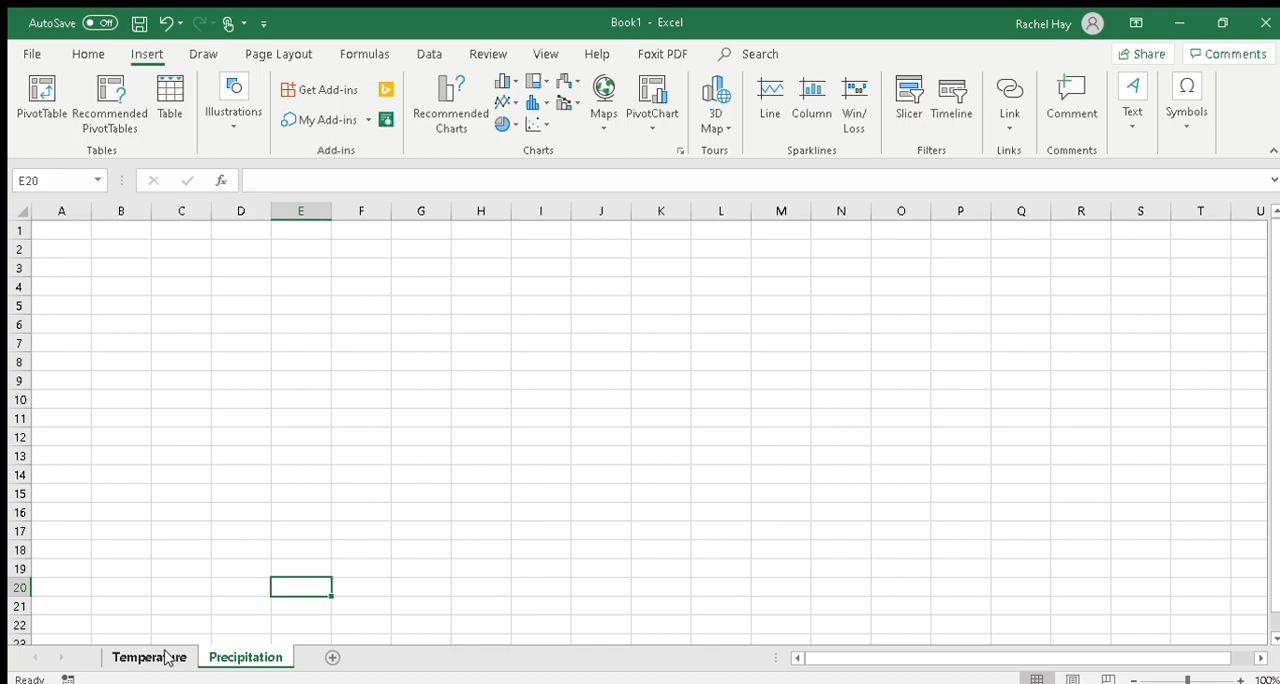 AutoSave Off Book1 - Excel Rachel Hay
File Home Insert Draw Page Layout Formulas Data Review View Help Foxit PDF Search Share Comments
PivotTable Recommended PivotTables Table Illustrations Get Add-ins My Add-ins Recommended Charts Maps PivotChart 3D Map Line Column Win/Loss Slicer Timeline Link Comment Text Symbols
Tables Add-ins Charts Tours Sparklines Filters Links Comments
E20 fx
A B C D E F G H I J K L M N O P Q R S T U
1
2
3
4
5
6
7
8
9
10
11
12
13
14
15
16
17
18
19
20
21
22
23
Temperature Precipitation
Ready 100%